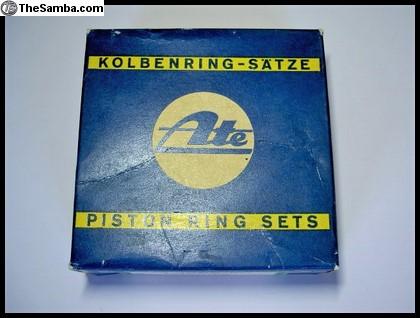 TheSamba.com
KOLBENRING-SÄTZE
Ate
PISTON RING SETS